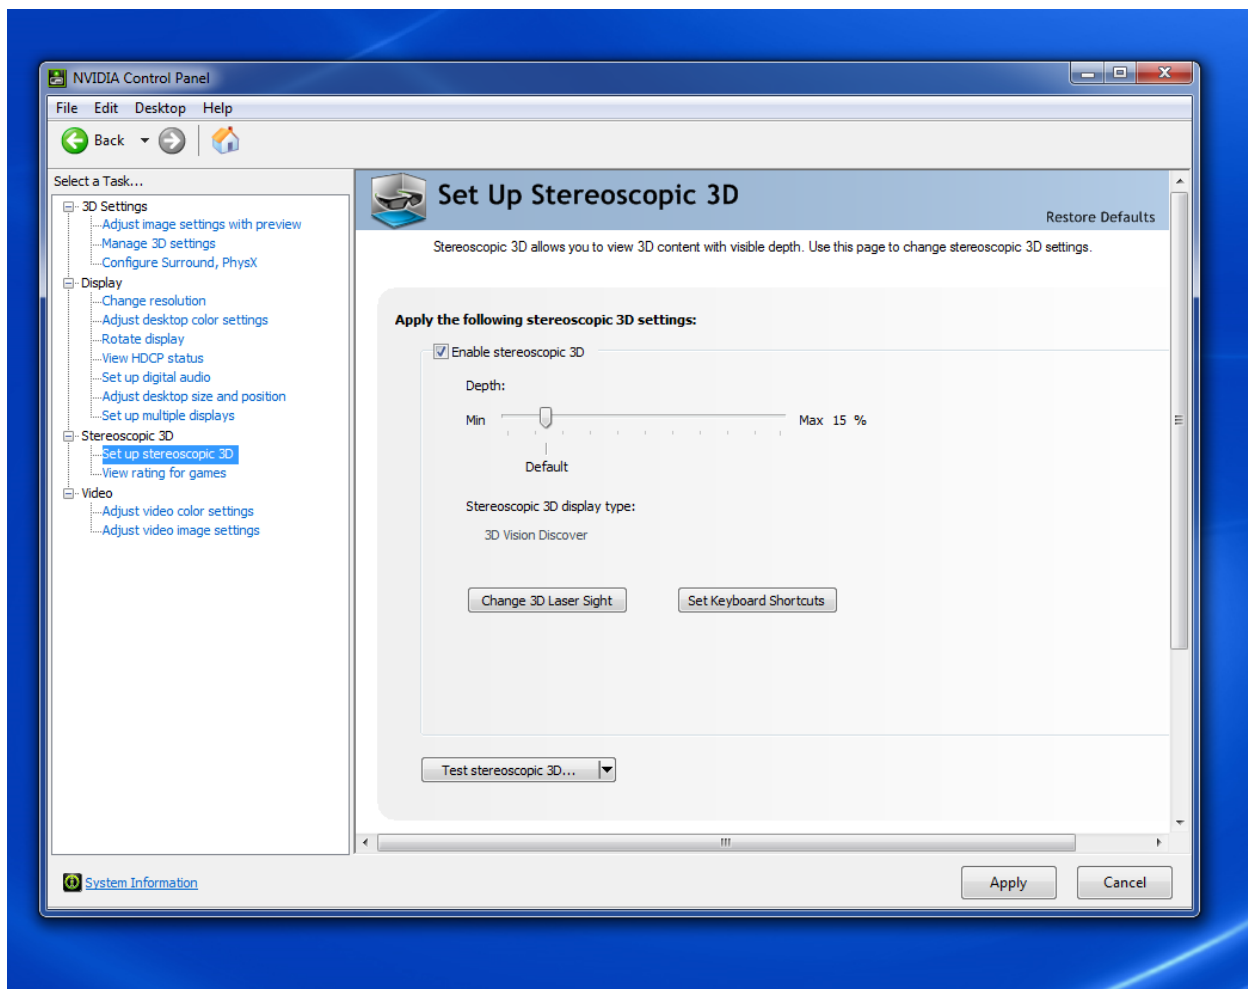 NVIDIA Control Panel
File Edit Desktop Help
Back
Select a Task...
3D Settings
Adjust image settings with preview
Manage 3D settings
Configure Surround, PhysX
Display
Change resolution
Adjust desktop color settings
Rotate display
View HDCP status
Set up digital audio
Adjust desktop size and position
Set up multiple displays
Stereoscopic 3D
Set up stereoscopic 3D
View rating for games
Video
Adjust video color settings
Adjust video image settings
Set Up Stereoscopic 3D
Restore Defaults
Stereoscopic 3D allows you to view 3D content with visible depth. Use this page to change stereoscopic 3D settings.
Apply the following stereoscopic 3D settings:
Enable stereoscopic 3D
Depth:
Min Max 15 %
Default
Stereoscopic 3D display type:
3D Vision Discover
Change 3D Laser Sight Set Keyboard Shortcuts
Test stereoscopic 3D...
System Information
Apply Cancel